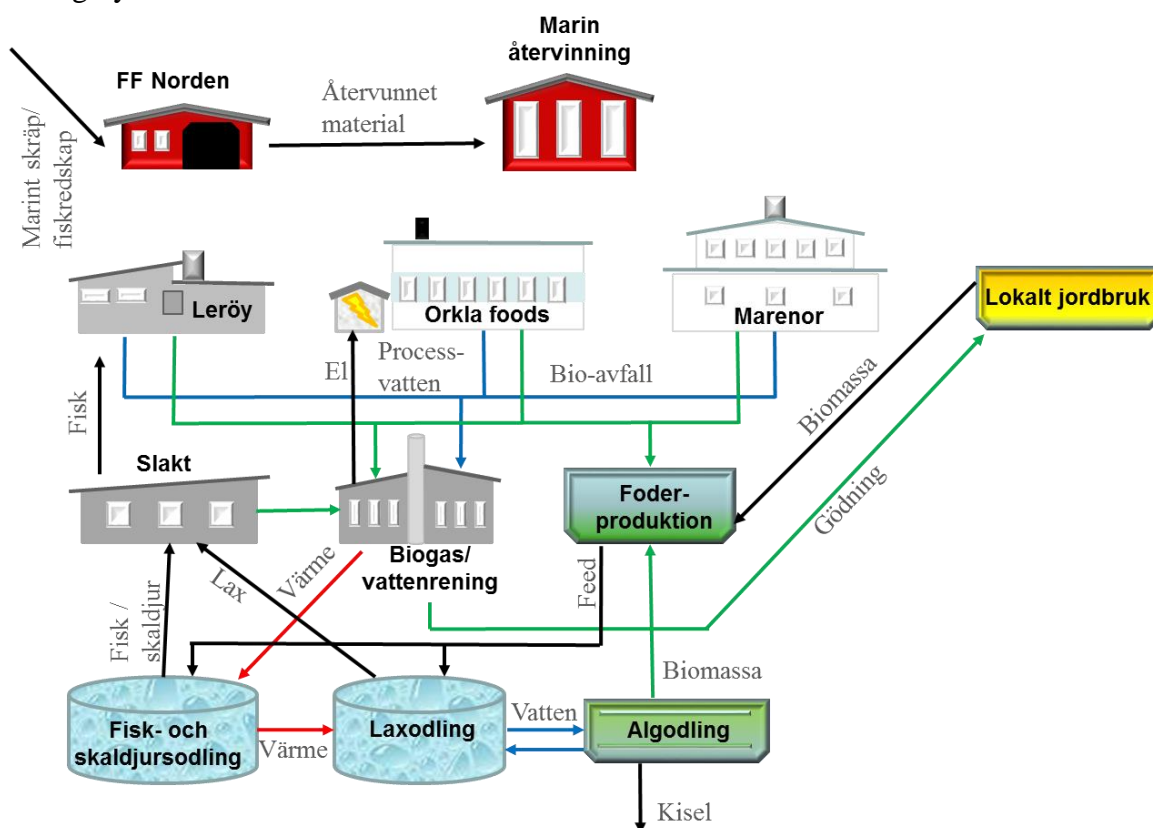 Marin
återvinning
FF Norden
Återvunnet
material
Marint skräp/
fiskredskap
Leröy
Orkla foods
Marenor
Lokalt jordbruk
El
Process-
vatten
Bio-avfall
Biomassa
Fisk
Slakt
Foder-
produktion
Gödning
Biogas/
vattenrening
Värme
Lax
Fisk /
skaldjur
Feed
Biomassa
Fisk- och
skaldjursodling
Värme
Laxodling
Vatten
Algodling
Kisel